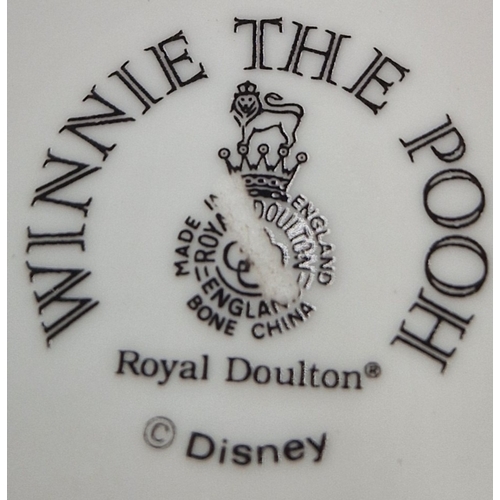 WINNIE THE POOH
MADE IN ENGLAND
ROYAL DOULTON
ENGLAND
BONE CHINA
Royal Doulton®
© Disney